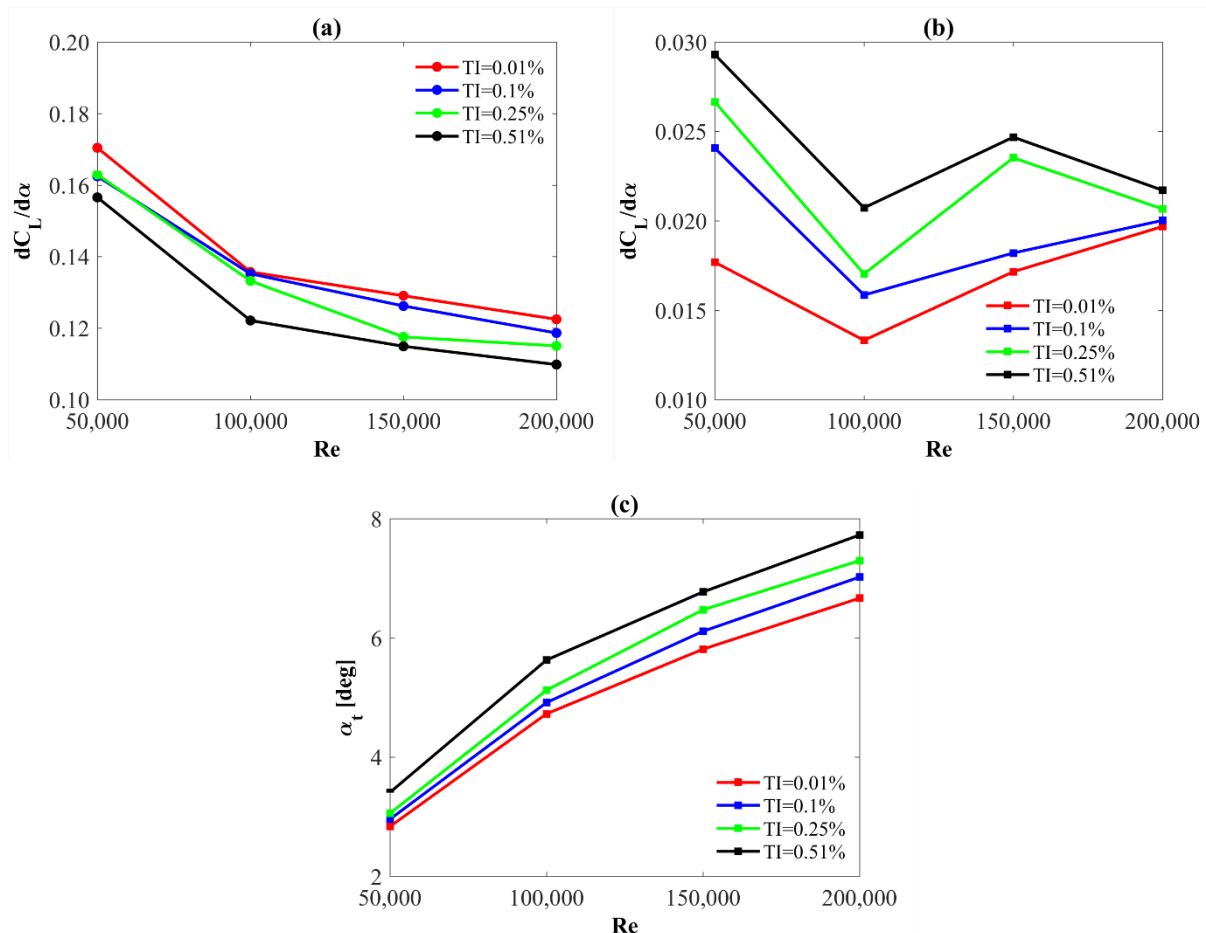 (a)
0.20
0.18
0.16
0.14
0.12
0.10
dC_L/dα
50,000 100,000 150,000 200,000
Re
TI=0.01%
TI=0.1%
TI=0.25%
TI=0.51%
(b)
0.030
0.025
0.020
0.015
0.010
dC_L/dα
50,000 100,000 150,000 200,000
Re
TI=0.01%
TI=0.1%
TI=0.25%
TI=0.51%
(c)
8
6
4
2
α_t [deg]
50,000 100,000 150,000 200,000
Re
TI=0.01%
TI=0.1%
TI=0.25%
TI=0.51%